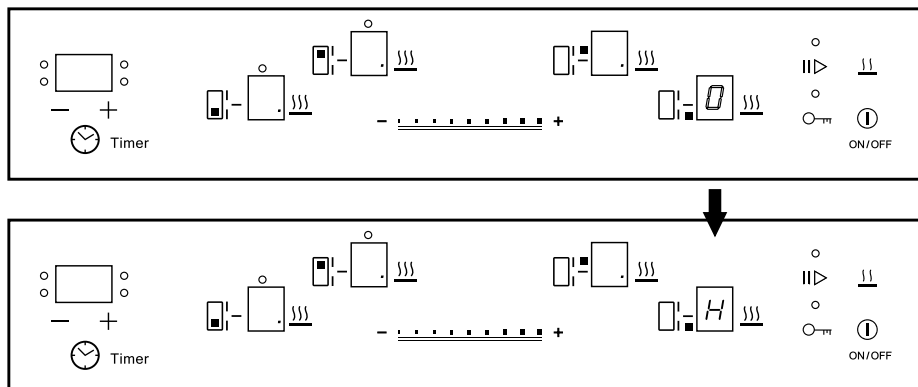 0
− +
− +
Timer
ON/OFF
H
− +
− +
Timer
ON/OFF